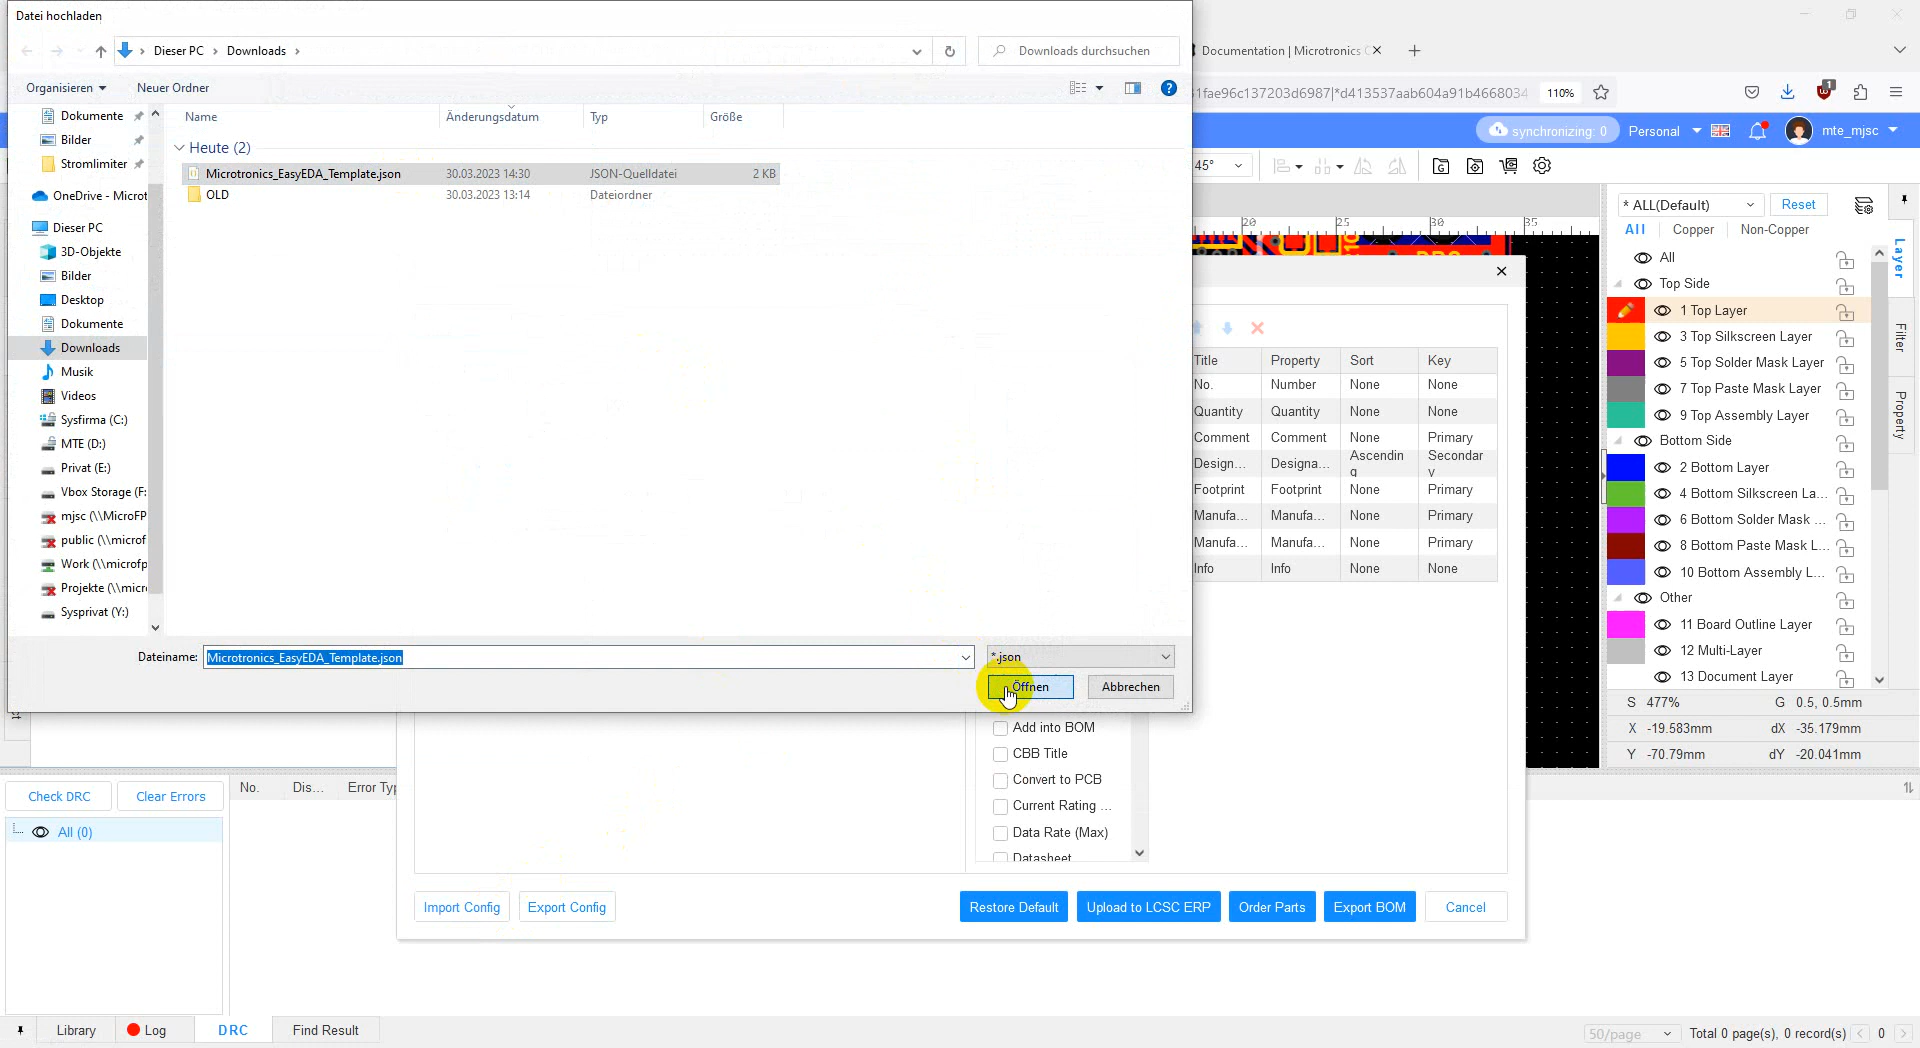 Datei hochladen
Dieser PC
Downloads
Downloads durchsuchen
Organisieren
Neuer Ordner
Dokumente
Bilder
Stromlimiter
OneDrive - Microt
Dieser PC
3D-Objekte
Bilder
Desktop
Dokumente
Downloads
Musik
Videos
Sysfirma (C:)
MTE (D:)
Privat (E:)
Vbox Storage (F:
mjsc (\\MicroFP
public (\\microf
Work (\\microfp
Projekte (\\micr
Sysprivat (Y:)
Name Änderungsdatum Typ Größe
Heute (2)
Microtronics_EasyEDA_Template.json 30.03.2023 14:30 JSON-Quelldatei 2 KB
OLD 30.03.2023 13:14 Dateiordner
Dateiname: Microtronics_EasyEDA_Template.json
*.json
Öffnen Abbrechen
Documentation | Microtronics
1fae96c137203d6987|*d413537aab604a91b4668034 110%
1
synchronizing: 0 Personal mte_mjsc
45°
20 25 30 35
Title Property Sort Key
No. Number None None
Quantity Quantity None None
Comment Comment None Primary
Design... Designa... Ascendin
g Secondar
y
Footprint Footprint None Primary
Manufa... Manufa... None Primary
Manufa... Manufa... None Primary
Info Info None None
Add into BOM
CBB Title
Convert to PCB
Current Rating ...
Data Rate (Max)
Datasheet
Import Config Export Config Restore Default Upload to LCSC ERP Order Parts Export BOM Cancel
* ALL(Default) Reset
All Copper Non-Copper
All
Top Side
1 Top Layer
3 Top Silkscreen Layer
5 Top Solder Mask Layer
7 Top Paste Mask Layer
9 Top Assembly Layer
Bottom Side
2 Bottom Layer
4 Bottom Silkscreen La...
6 Bottom Solder Mask ...
8 Bottom Paste Mask L...
10 Bottom Assembly L...
Other
11 Board Outline Layer
12 Multi-Layer
13 Document Layer
Layer
Filter
Property
S 477% G 0.5, 0.5mm
X -19.583mm dX -35.179mm
Y -70.79mm dY -20.041mm
Check DRC Clear Errors
No. Dis... Error Typ
All (0)
Library Log DRC Find Result
50/page Total 0 page(s), 0 record(s) 0